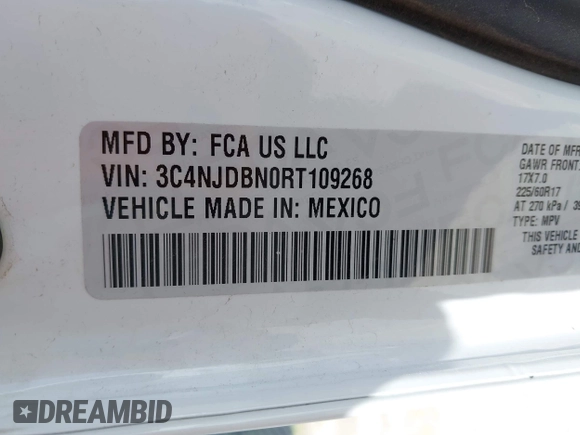 MFD BY: FCA US LLC
VIN: 3C4NJDBN0RT109268
VEHICLE MADE IN: MEXICO
DATE OF MFR
GAWR FRONT
17X7.0
225/60R17
AT 270 kPa / 39
TYPE: MPV
THIS VEHICLE
SAFETY AND
DREAMBID